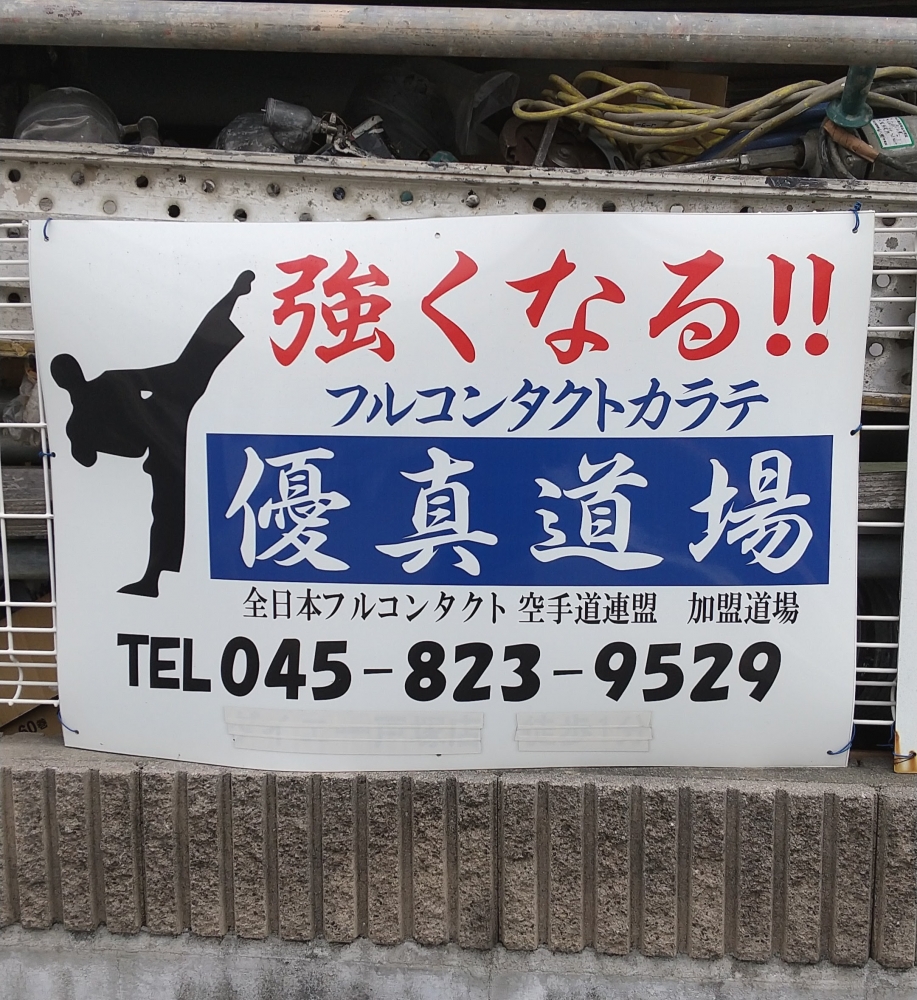 強くなる!!
フルコンタクトカラテ
優真道場
全日本フルコンタクト 空手道連盟　加盟道場
TEL045-823-9529
60